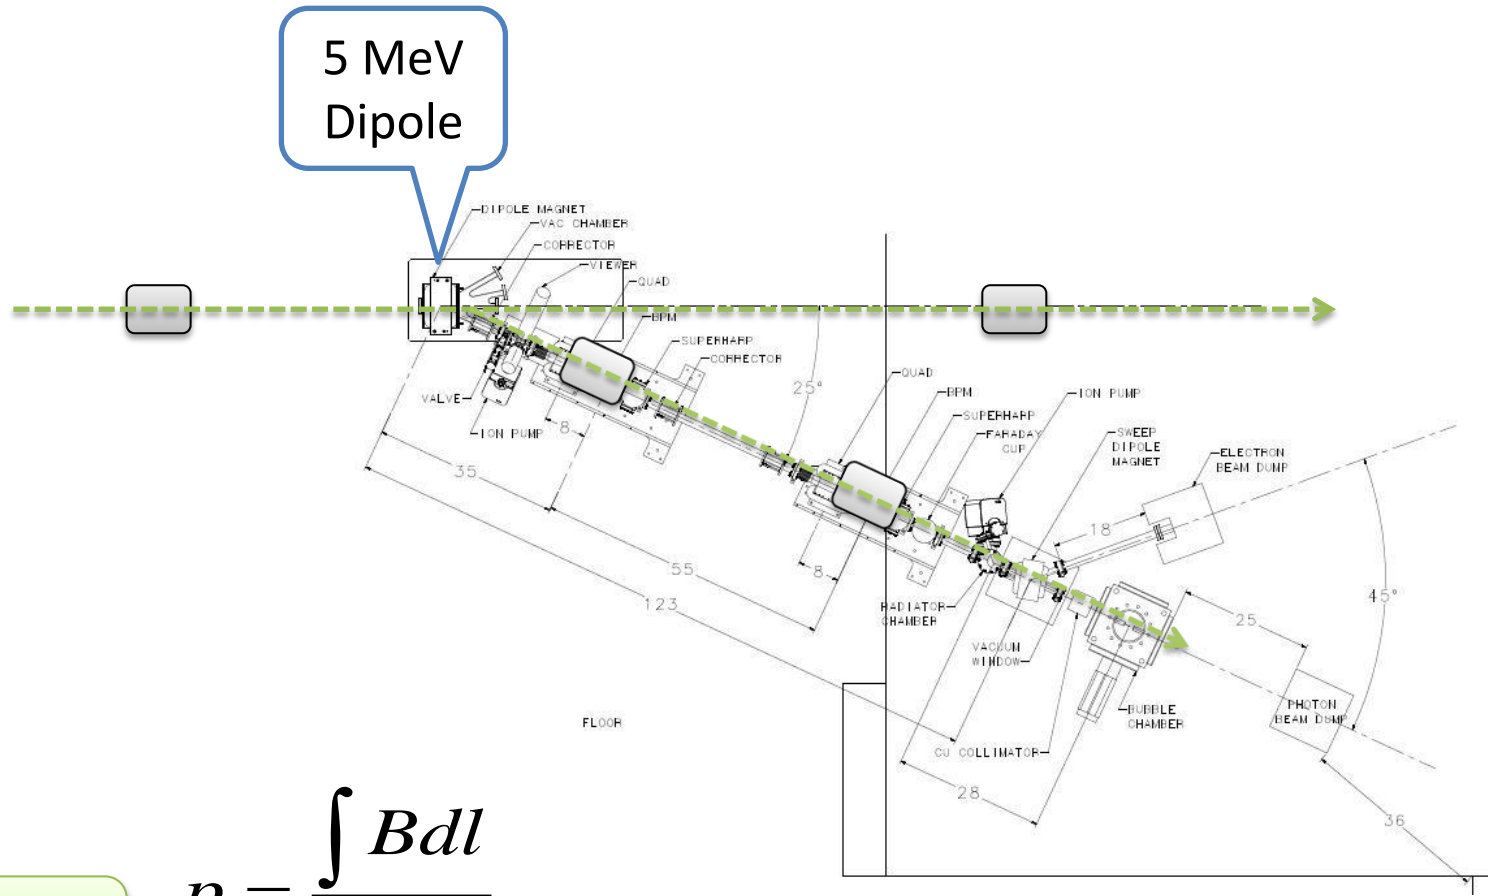 5 MeV
Dipole
DIPOLE MAGNET
VAC CHAMBER
CORRECTOR
VIEWER
QUAD
BPM
SUPERHARP
CORRECTOR
25°
VALVE
ION PUMP
8
35
55
123
QUAD
BPM
SUPERHARP
FARADAY
CUP
ION PUMP
SWEEP
DIPOLE
MAGNET
ELECTRON
BEAM DUMP
18
8
RADIATOR
CHAMBER
VACUUM
WINDOW
25
45°
BUBBLE
CHAMBER
PHOTON
BEAM DUMP
CU COLLIMATOR
28
36
FLOOR
∫ Bdl
p =